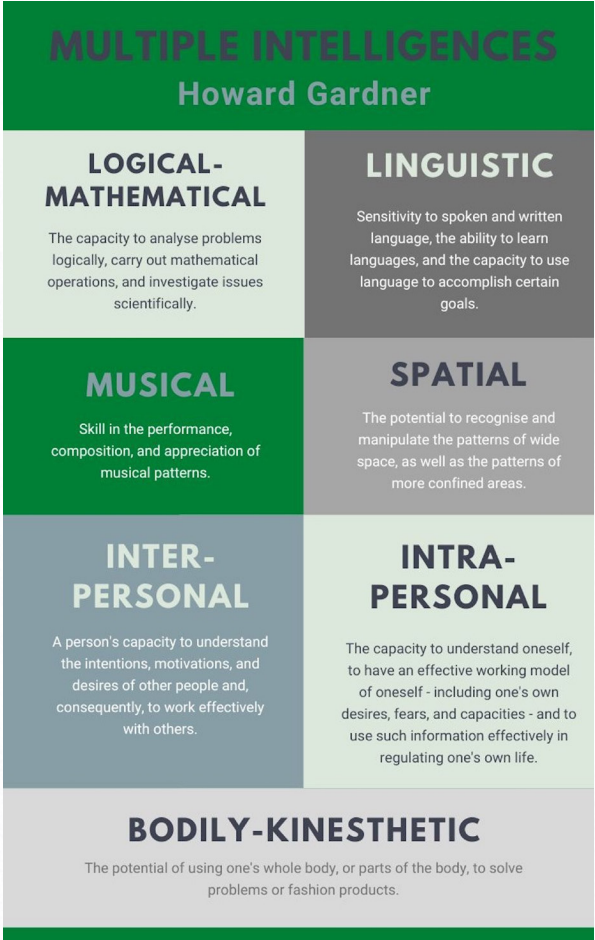 MULTIPLE INTELLIGENCES
Howard Gardner
LOGICAL-
MATHEMATICAL
The capacity to analyse problems
logically, carry out mathematical
operations, and investigate issues
scientifically.
LINGUISTIC
Sensitivity to spoken and written
language, the ability to learn
languages, and the capacity to use
language to accomplish certain
goals.
MUSICAL
Skill in the performance,
composition, and appreciation of
musical patterns.
SPATIAL
The potential to recognise and
manipulate the patterns of wide
space, as well as the patterns of
more confined areas.
INTER-
PERSONAL
A person's capacity to understand
the intentions, motivations, and
desires of other people and,
consequently, to work effectively
with others.
INTRA-
PERSONAL
The capacity to understand oneself,
to have an effective working model
of oneself - including one's own
desires, fears, and capacities - and to
use such information effectively in
regulating one's own life.
BODILY-KINESTHETIC
The potential of using one's whole body, or parts of the body, to solve
problems or fashion products.